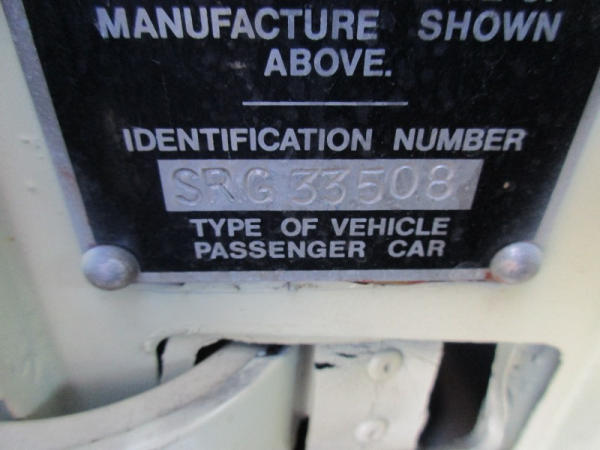 MANUFACTURE SHOWN
ABOVE.
IDENTIFICATION NUMBER
SRG 33508
TYPE OF VEHICLE
PASSENGER CAR